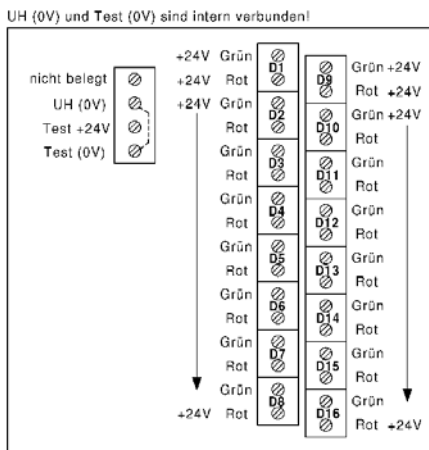 UH (0V) und Test (0V) sind intern verbunden!
nicht belegt
UH (0V)
Test +24V
Test (0V)
+24V Grün
D1
+24V Rot
+24V Grün
D2
Rot
Grün
D3
Rot
Grün
D4
Rot
Grün
D5
Rot
Grün
D6
Rot
Grün
D7
Rot
Grün
D8
+24V Rot
Grün +24V
D9
Rot +24V
Grün +24V
D10
Rot
Grün
D11
Rot
Grün
D12
Rot
Grün
D13
Rot
Grün
D14
Rot
Grün
D15
Rot
Grün
D16
Rot +24V